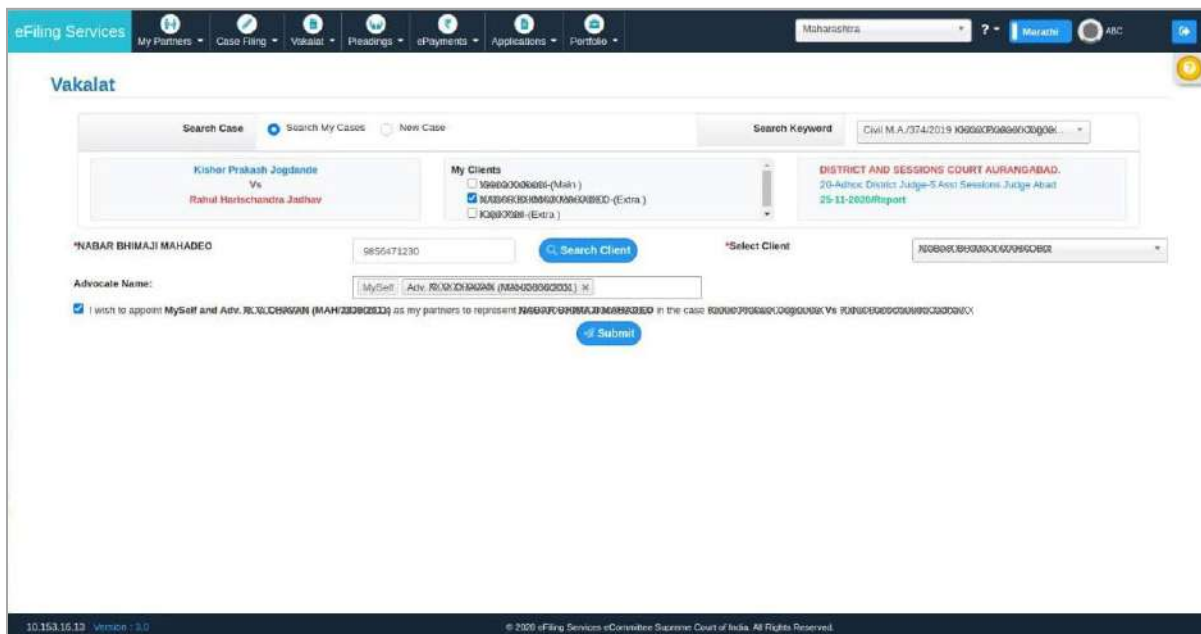 eFiling Services
My Partners Case Filing Vakalat Pleadings ePayments Applications Portfolio
Maharashtra ? Marathi ABC
Vakalat
Search Case Search My Cases New Case Search Keyword Civil M.A./374/2019
Kishor Prakash Jogdande
Vs
Rahul Harischandra Jadhav
My Clients
-(Main )
-(Extra )
-(Extra )
DISTRICT AND SESSIONS COURT AURANGABAD.
20-Adhoc District Judge-5 Asst Sessions Judge Abad
25-11-2020/Report
*NABAR BHIMAJI MAHADEO 9856471230 Search Client *Select Client
Advocate Name: MySelf Adv.
I wish to appoint MySelf and Adv. as my partners to represent in the case Vs
Submit
10.153.16.13 Version : 3.0 © 2020 eFiling Services eCommittee Supreme Court of India. All Rights Reserved.